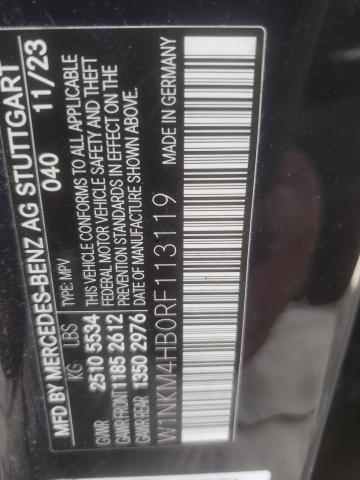 MFD BY MERCEDES-BENZ AG STUTTGART
040 11/23
TYPE: MPV
KG LBS
GVWR 2510 5534
GAWR FRONT 1185 2612
GAWR REAR 1350 2976
THIS VEHICLE CONFORMS TO ALL APPLICABLE
FEDERAL MOTOR VEHICLE SAFETY AND THEFT
PREVENTION STANDARDS IN EFFECT ON THE
DATE OF MANUFACTURE SHOWN ABOVE.
MADE IN GERMANY
W1NKM4HB0RF113119